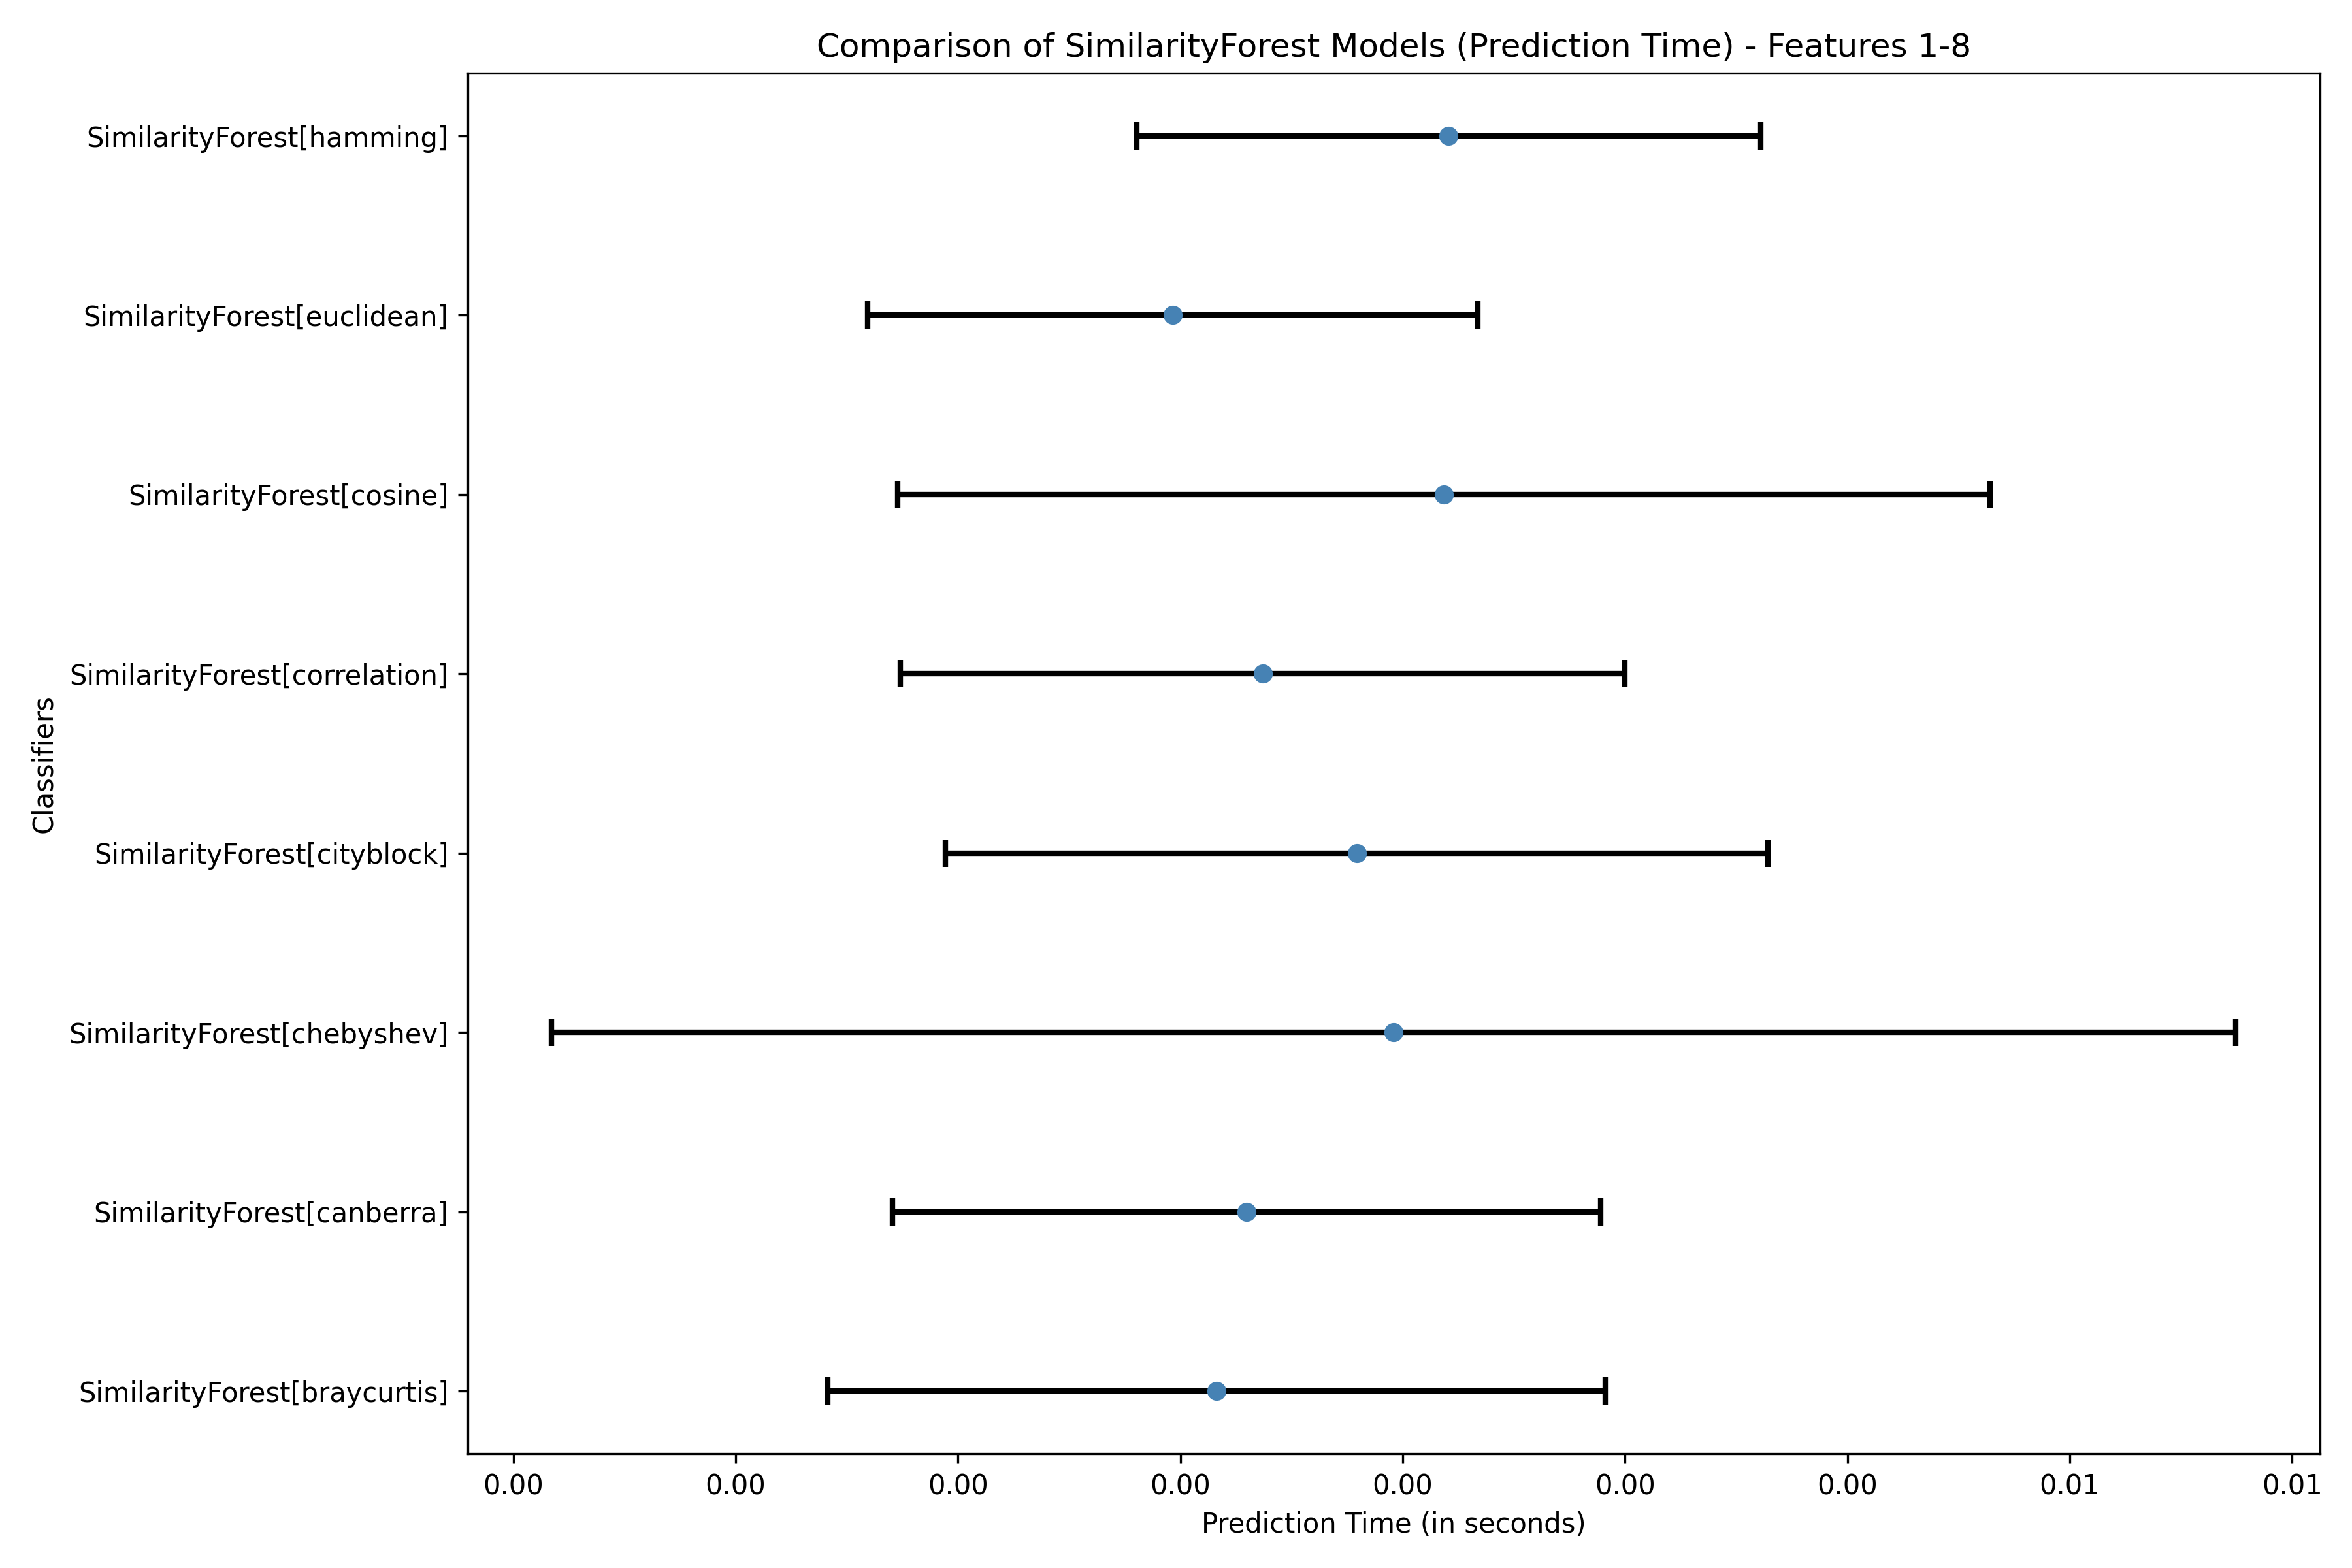 Comparison of SimilarityForest Models (Prediction Time) - Features 1-8
SimilarityForest[hamming]
SimilarityForest[euclidean]
SimilarityForest[cosine]
SimilarityForest[correlation]
SimilarityForest[cityblock]
SimilarityForest[chebyshev]
SimilarityForest[canberra]
SimilarityForest[braycurtis]
Classifiers
0.00 0.00 0.00 0.00 0.00 0.00 0.00 0.01 0.01
Prediction Time (in seconds)